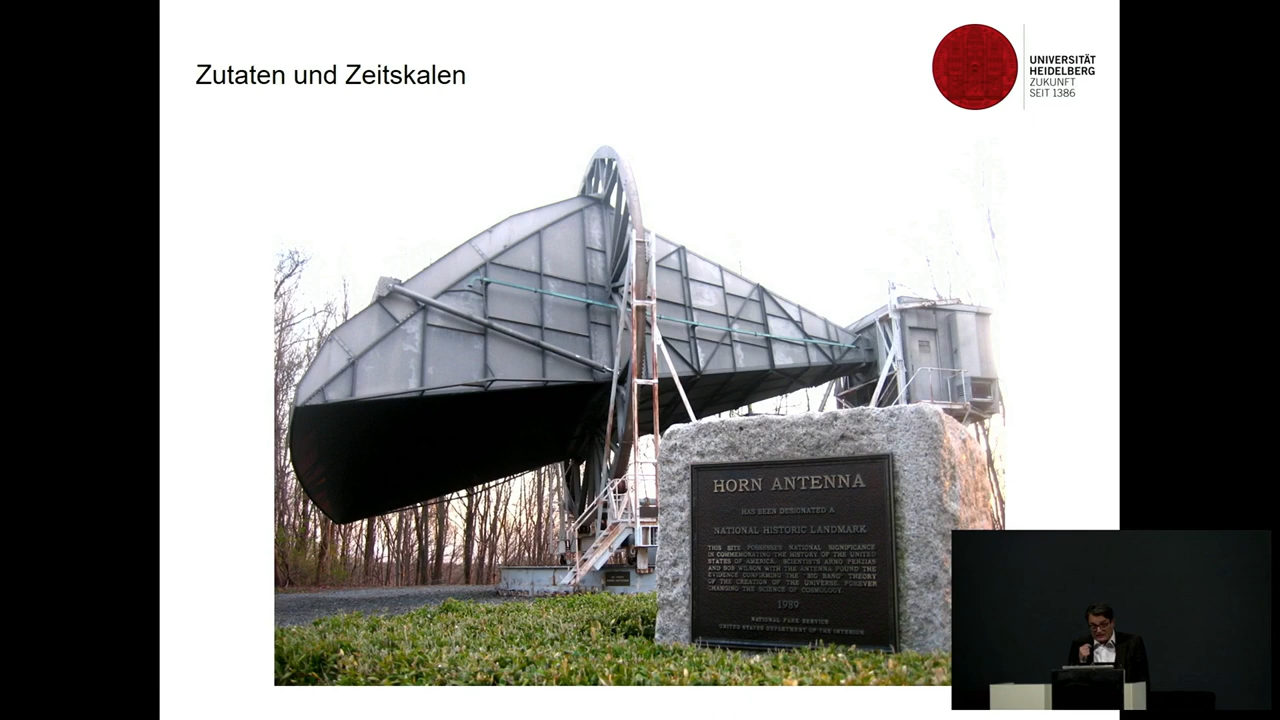 Zutaten und Zeitskalen
UNIVERSITÄT
HEIDELBERG
ZUKUNFT
SEIT 1386
HORN ANTENNA
HAS BEEN DESIGNATED A
NATIONAL HISTORIC LANDMARK
THIS SITE POSSESSES NATIONAL SIGNIFICANCE
IN COMMEMORATING THE HISTORY OF THE UNITED
STATES OF AMERICA. SCIENTISTS ARNO PENZIAS
AND BOB WILSON WITH THE ANTENNA FOUND THE
EVIDENCE CONFIRMING THE 'BIG BANG' THEORY
OF THE CREATION OF THE UNIVERSE, FOREVER
CHANGING THE SCIENCE OF COSMOLOGY.
1989
NATIONAL PARK SERVICE
UNITED STATES DEPARTMENT OF THE INTERIOR